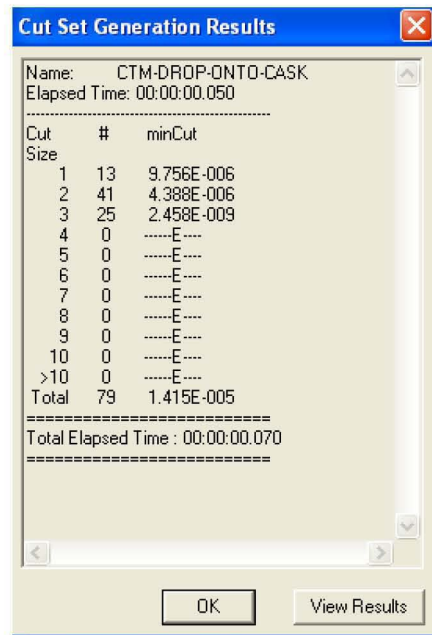 Cut Set Generation Results
Name: CTM-DROP-ONTO-CASK
Elapsed Time: 00:00:00.050
--------------------------------------------------
Cut # minCut
Size
1 13 9.756E-006
2 41 4.388E-006
3 25 2.458E-009
4 0 ------E----
5 0 ------E----
6 0 ------E----
7 0 ------E----
8 0 ------E----
9 0 ------E----
10 0 ------E----
>10 0 ------E----
Total 79 1.415E-005
===========================
Total Elapsed Time : 00:00:00.070
===========================
OK View Results